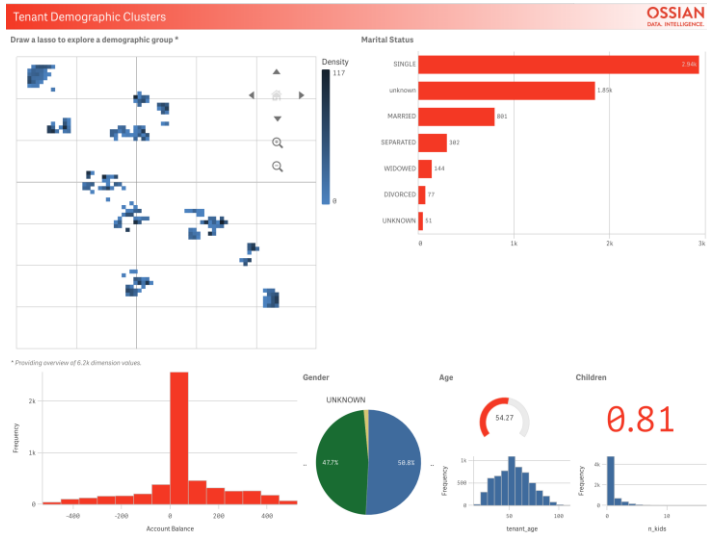 Tenant Demographic Clusters
OSSIAN
DATA. INTELLIGENCE.
Draw a lasso to explore a demographic group *
Density
117
0
* Providing overview of 6.2k dimension values.
Marital Status
SINGLE
2.94k
unknown
1.85k
MARRIED
801
SEPARATED
302
WIDOWED
144
DIVORCED
77
UNKNOWN
51
0
1k
2k
3k
Frequency
2k
1k
0
-400
-200
0
200
400
Account Balance
Gender
UNKNOWN
47.7%
50.8%
Age
54.27
Frequency
1k
500
0
50
100
tenant_age
Children
0.81
Frequency
4k
2k
0
0
10
n_kids